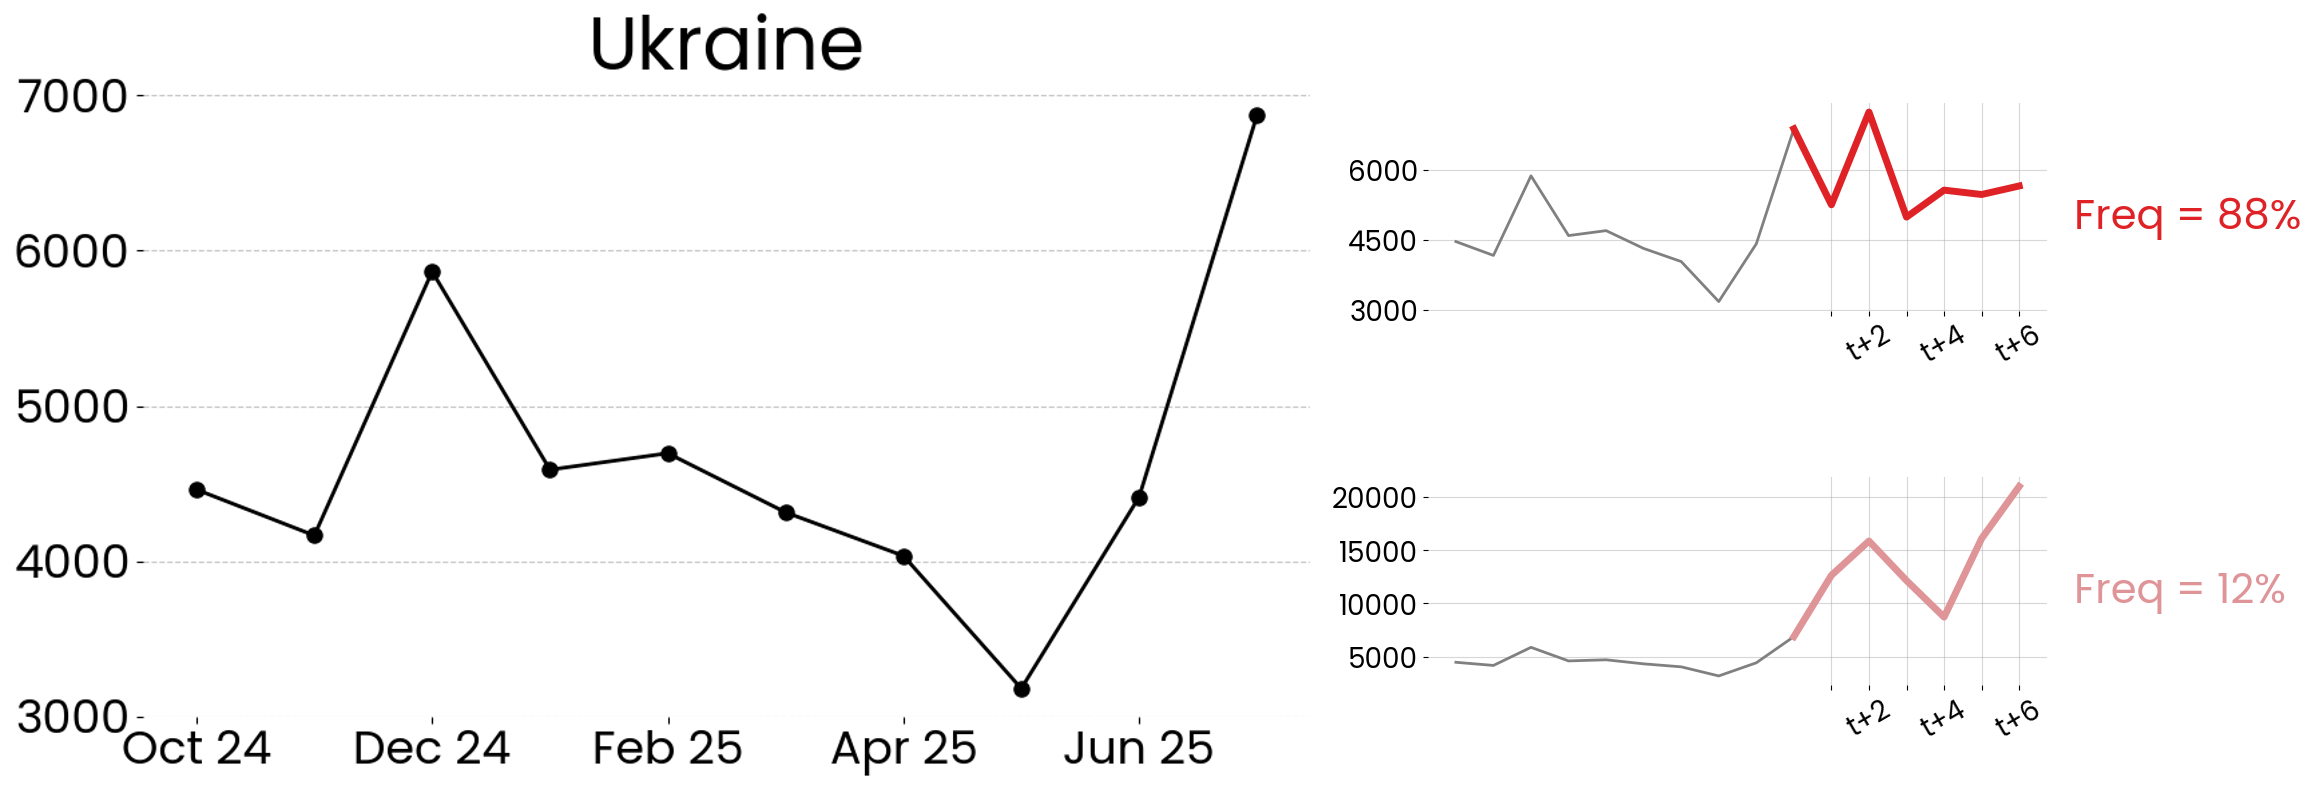 Ukraine
7000
6000
5000
4000
3000
Oct 24 Dec 24 Feb 25 Apr 25 Jun 25
6000
4500
3000
t+2 t+4 t+6
Freq = 88%
20000
15000
10000
5000
t+2 t+4 t+6
Freq = 12%